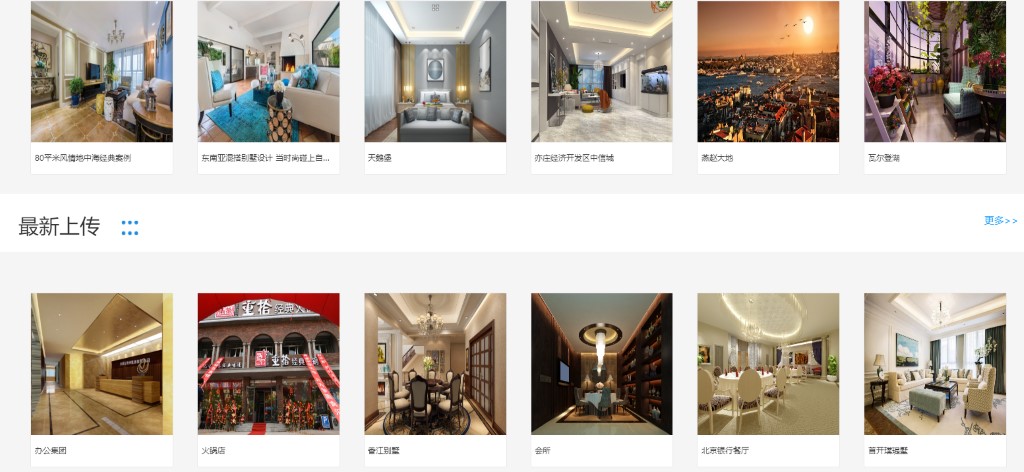 80平米风情地中海经典案例
东南亚混搭别墅设计 当时尚碰上自...
天鹅堡
亦庄经济开发区中信城
燕赵大地
瓦尔登湖
最新上传
更多>>
办公集团
火锅店
香江别墅
会所
北京银行餐厅
首开璞瑅墅